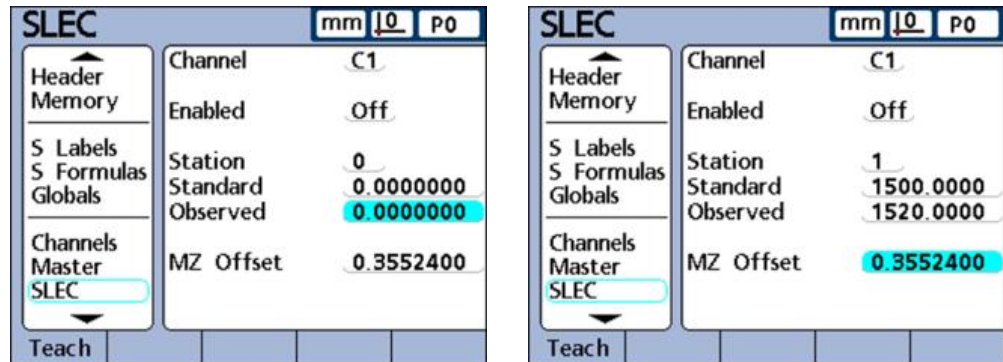 SLEC mm 0 P0
Header
Memory
S Labels
S Formulas
Globals
Channels
Master
SLEC
Channel C1
Enabled Off
Station 0
Standard 0.0000000
Observed 0.0000000
MZ Offset 0.3552400
Teach
SLEC mm 0 P0
Header
Memory
S Labels
S Formulas
Globals
Channels
Master
SLEC
Channel C1
Enabled Off
Station 1
Standard 1500.0000
Observed 1520.0000
MZ Offset 0.3552400
Teach